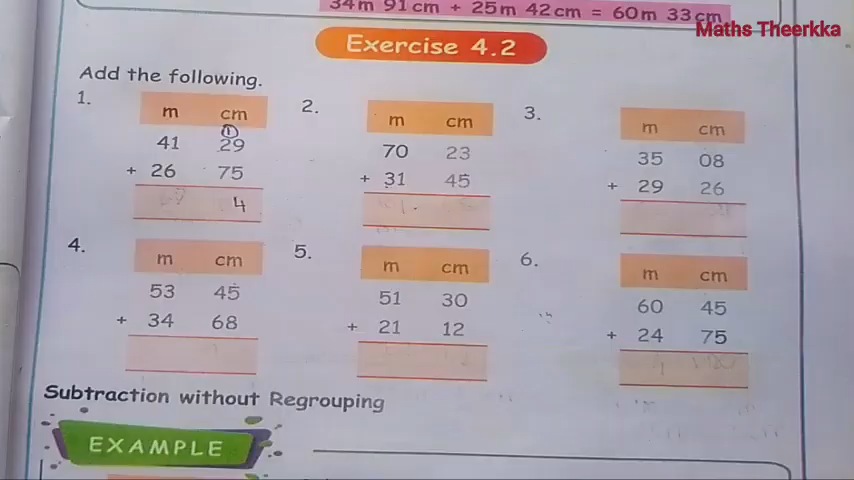 34m 91cm + 25m 42cm = 60m 33cm
Maths Theerkka
Exercise 4.2
Add the following.
1.
m cm
1
41 29
+ 26 75
4
2.
m cm
70 23
+ 31 45
3.
m cm
35 08
+ 29 26
4.
m cm
53 45
+ 34 68
5.
m cm
51 30
+ 21 12
6.
m cm
60 45
+ 24 75
Subtraction without Regrouping
EXAMPLE